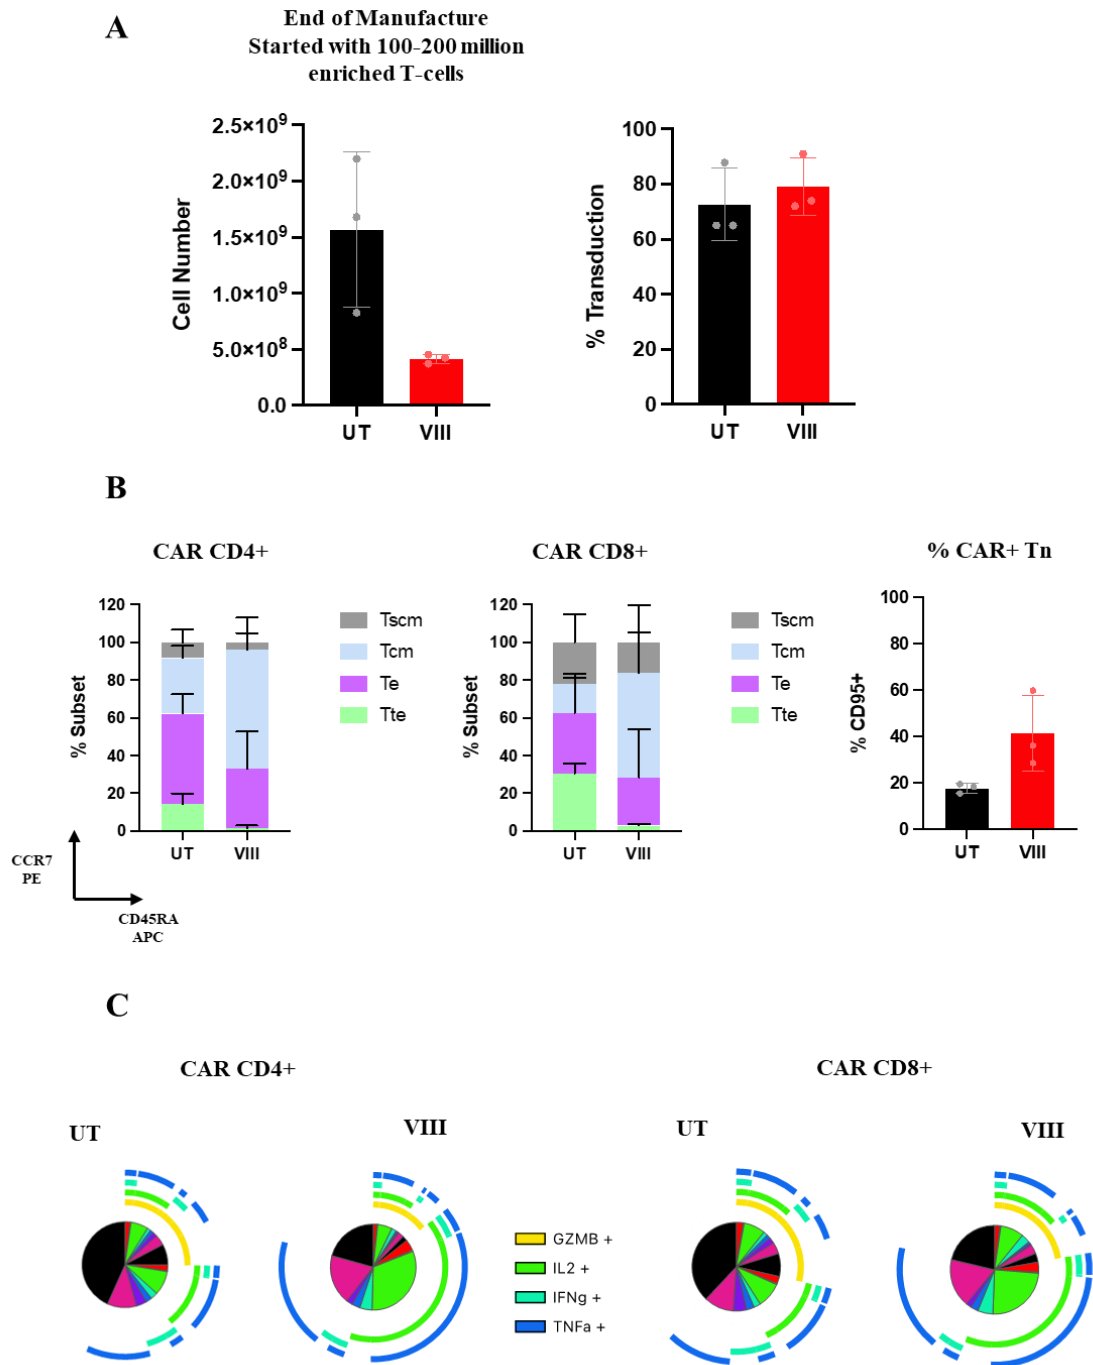 A
End of Manufacture
Started with 100-200 million
enriched T-cells
Cell Number
2.5×10⁹
2.0×10⁹
1.5×10⁹
1.0×10⁹
5.0×10⁸
0.0
UT VIII
% Transduction
100
80
60
40
20
0
UT VIII
B
CAR CD4+
% Subset
120
100
80
60
40
20
0
UT VIII
Tscm
Tcm
Te
Tte
CAR CD8+
% Subset
120
100
80
60
40
20
0
UT VIII
Tscm
Tcm
Te
Tte
% CAR+ Tn
% CD95+
100
80
60
40
20
0
UT VIII
CCR7
PE
CD45RA
APC
C
CAR CD4+
UT VIII
CAR CD8+
UT VIII
GZMB +
IL2 +
IFNg +
TNFa +